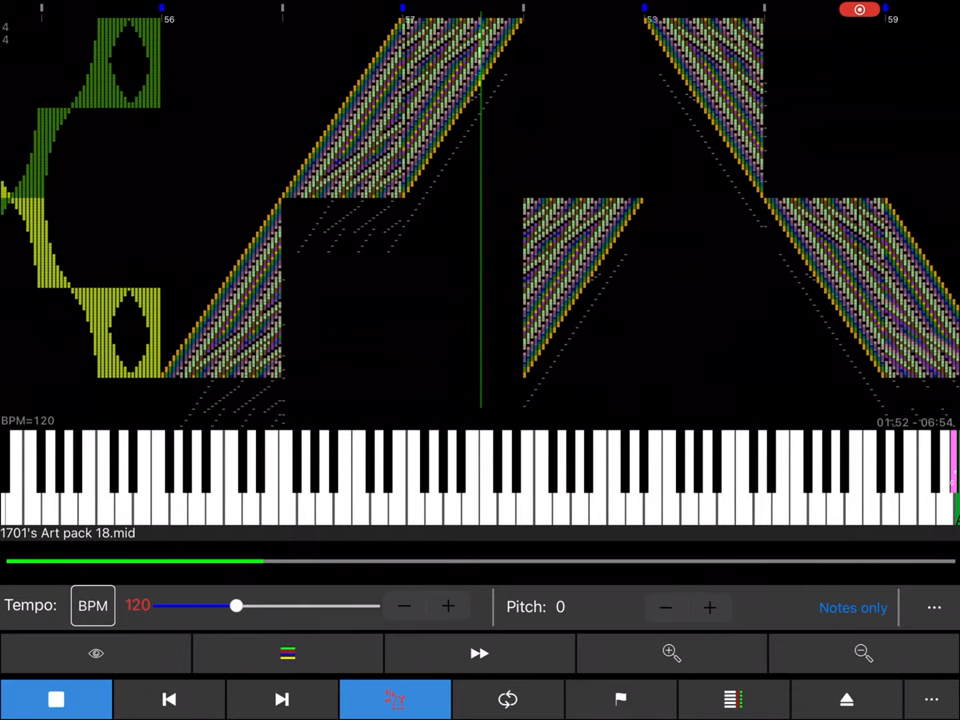 56 57 59
4
4
BPM=120 01:52 - 06:54
1701's Art pack 18.mid
Tempo: BPM 120 Pitch: 0 Notes only